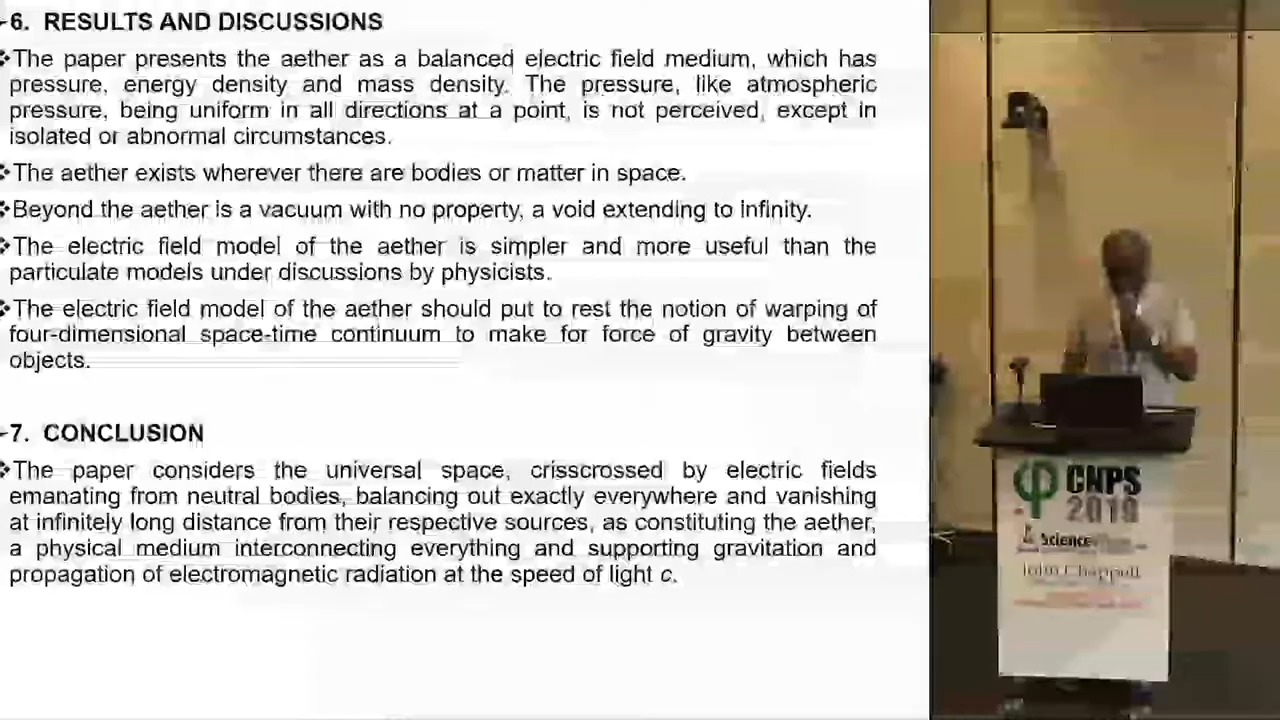 6. RESULTS AND DISCUSSIONS
The paper presents the aether as a balanced electric field medium, which has
pressure, energy density and mass density. The pressure, like atmospheric
pressure, being uniform in all directions at a point, is not perceived, except in
isolated or abnormal circumstances.
The aether exists wherever there are bodies or matter in space.
Beyond the aether is a vacuum with no property, a void extending to infinity.
The electric field model of the aether is simpler and more useful than the
particulate models under discussions by physicists.
The electric field model of the aether should put to rest the notion of warping of
four-dimensional space-time continuum to make for force of gravity between
objects.
7. CONCLUSION
The paper considers the universal space, crisscrossed by electric fields
emanating from neutral bodies, balancing out exactly everywhere and vanishing
at infinitely long distance from their respective sources, as constituting the aether,
a physical medium interconnecting everything and supporting gravitation and
propagation of electromagnetic radiation at the speed of light c.
CNPS
2019
Science
John Chappell